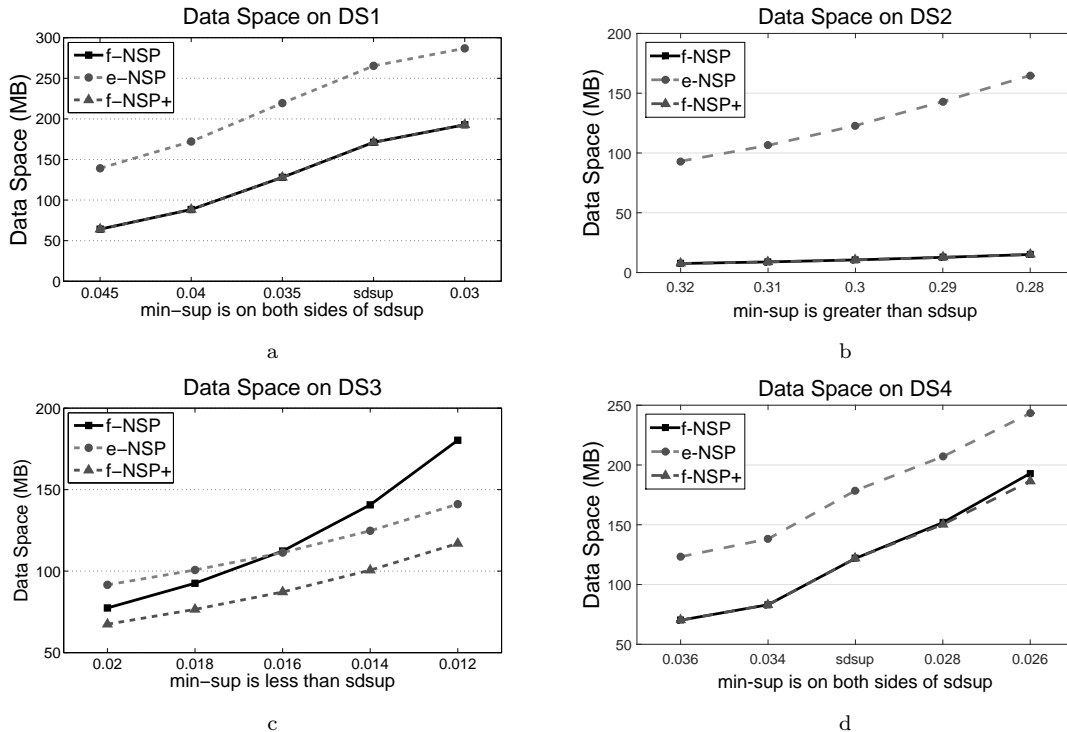 Data Space on DS1
Data Space (MB)
300
250
200
150
100
50
0
f−NSP
e−NSP
f−NSP+
0.045 0.04 0.035 sdsup 0.03
min−sup is on both sides of sdsup
a
Data Space on DS2
Data Space (MB)
200
150
100
50
0
f-NSP
e-NSP
f-NSP+
0.32 0.31 0.3 0.29 0.28
min-sup is greater than sdsup
b
Data Space on DS3
Data Space (MB)
200
150
100
50
f−NSP
e−NSP
f−NSP+
0.02 0.018 0.016 0.014 0.012
min−sup is less than sdsup
c
Data Space on DS4
Data Space (MB)
250
200
150
100
50
f-NSP
e-NSP
f-NSP+
0.036 0.034 sdsup 0.028 0.026
min-sup is on both sides of sdsup
d